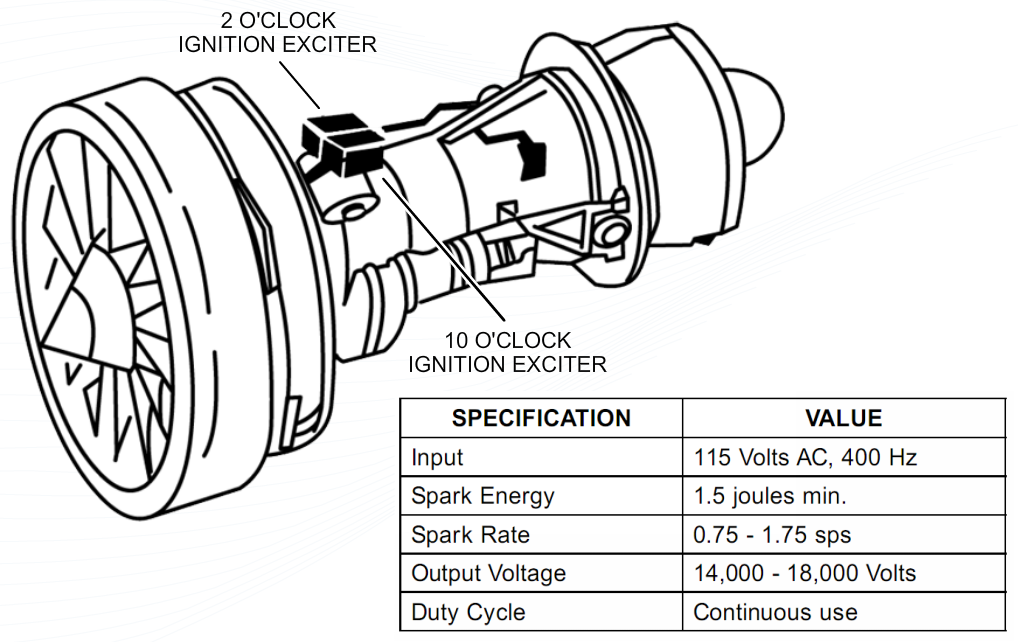 2 O'CLOCK
IGNITION EXCITER
10 O'CLOCK
IGNITION EXCITER
SPECIFICATION VALUE
Input 115 Volts AC, 400 Hz
Spark Energy 1.5 joules min.
Spark Rate 0.75 - 1.75 sps
Output Voltage 14,000 - 18,000 Volts
Duty Cycle Continuous use